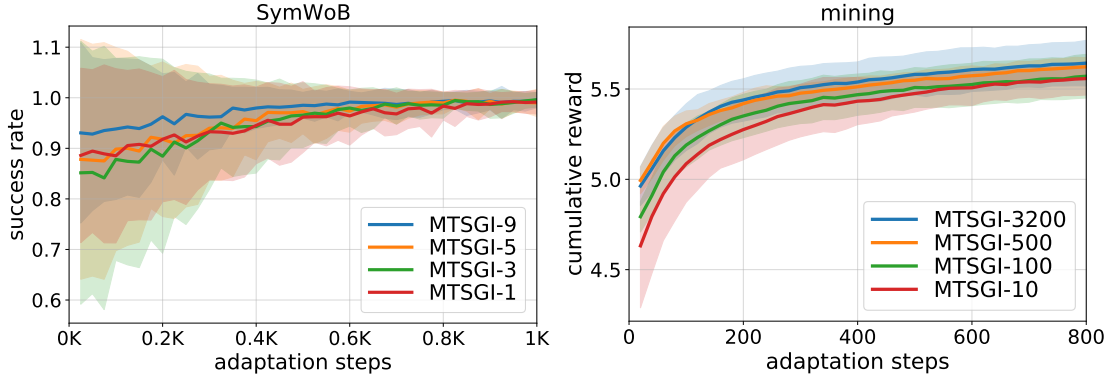 SymWoB
success rate
1.1
1.0
0.9
0.8
0.7
0.6
MTSGI-9
MTSGI-5
MTSGI-3
MTSGI-1
0K 0.2K 0.4K 0.6K 0.8K 1K
adaptation steps
mining
cumulative reward
5.5
5.0
4.5
MTSGI-3200
MTSGI-500
MTSGI-100
MTSGI-10
0 200 400 600 800
adaptation steps